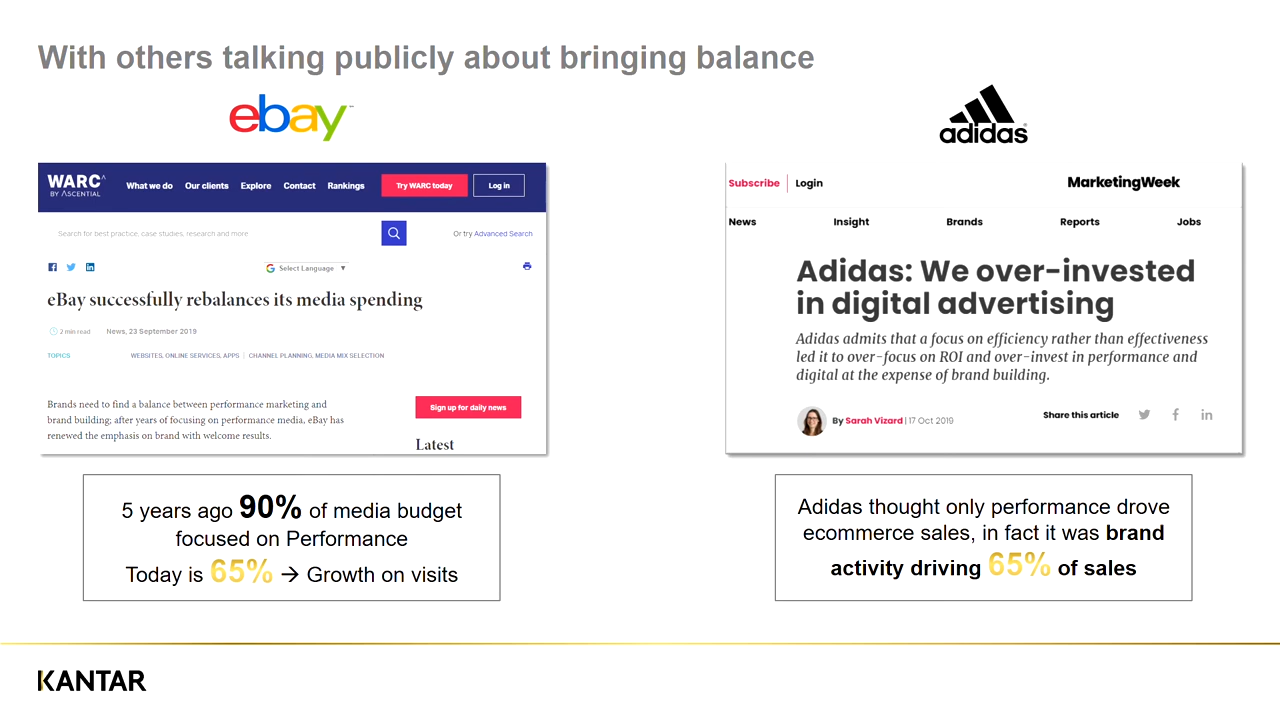 With others talking publicly about bringing balance
ebay™
adidas®
WARC^
BY ASCENTIAL
What we do Our clients Explore Contact Rankings Try WARC today Log in
Search for best practice, case studies, research and more
Or try Advanced Search
Select Language ▼
eBay successfully rebalances its media spending
2 min read News, 23 September 2019
TOPICS WEBSITES, ONLINE SERVICES, APPS | CHANNEL PLANNING, MEDIA MIX SELECTION
Brands need to find a balance between performance marketing and
brand building; after years of focusing on performance media, eBay has
renewed the emphasis on brand with welcome results.
Sign up for daily news
Latest
Subscribe | Login
MarketingWeek
News Insight Brands Reports Jobs
Adidas: We over-invested
in digital advertising
Adidas admits that a focus on efficiency rather than effectiveness
led it to over-focus on ROI and over-invest in performance and
digital at the expense of brand building.
By Sarah Vizard | 17 Oct 2019
Share this article
5 years ago 90% of media budget
focused on Performance
Today is 65% → Growth on visits
Adidas thought only performance drove
ecommerce sales, in fact it was brand
activity driving 65% of sales
KANTAR